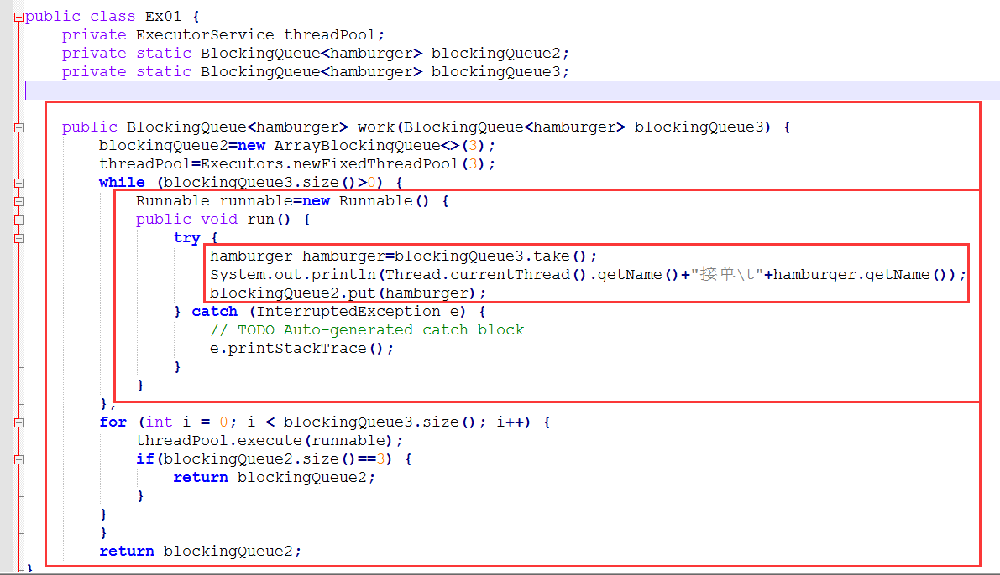 public class Ex01 {
    private ExecutorService threadPool;
    private static BlockingQueue<hamburger> blockingQueue2;
    private static BlockingQueue<hamburger> blockingQueue3;
    public BlockingQueue<hamburger> work(BlockingQueue<hamburger> blockingQueue3) {
        blockingQueue2=new ArrayBlockingQueue<>(3);
        threadPool=Executors.newFixedThreadPool(3);
        while (blockingQueue3.size()>0) {
            Runnable runnable=new Runnable() {
            public void run() {
                try {
                    hamburger hamburger=blockingQueue3.take();
                    System.out.println(Thread.currentThread().getName()+"接单\t"+hamburger.getName());
                    blockingQueue2.put(hamburger);
                } catch (InterruptedException e) {
                    // TODO Auto-generated catch block
                    e.printStackTrace();
                }
            }
        };
        for (int i = 0; i < blockingQueue3.size(); i++) {
            threadPool.execute(runnable);
            if(blockingQueue2.size()==3) {
                return blockingQueue2;
            }
        }
        }
        return blockingQueue2;
}